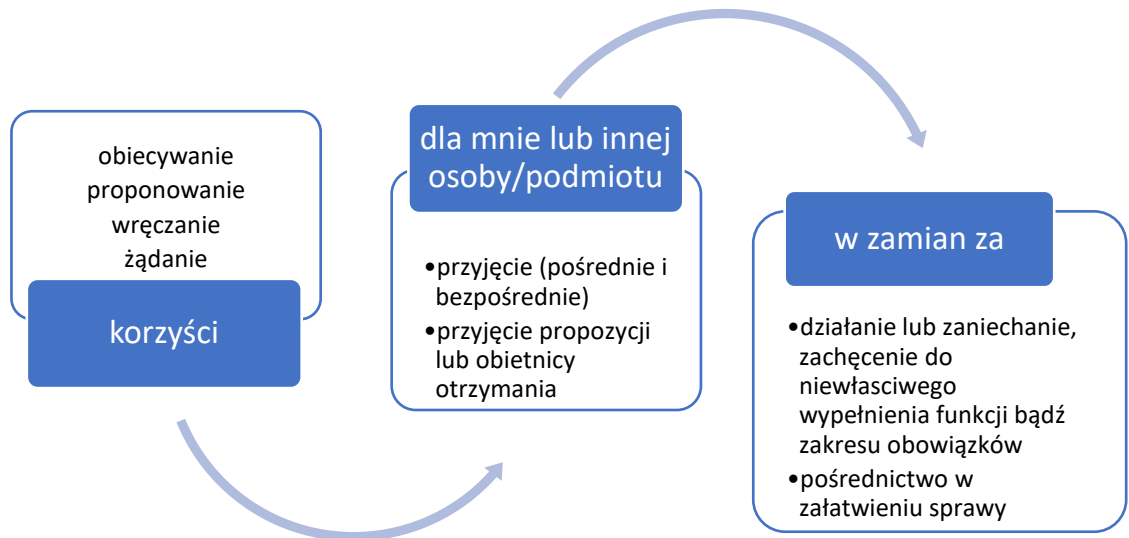 obiecywanie
proponowanie
wręczanie
żądanie
korzyści
dla mnie lub innej
osoby/podmiotu
•przyjęcie (pośrednie i
bezpośrednie)
•przyjęcie propozycji
lub obietnicy
otrzymania
w zamian za
•działanie lub zaniechanie,
zachęcenie do
niewłasciwego
wypełnienia funkcji bądź
zakresu obowiązków
•pośrednictwo w
załatwieniu sprawy